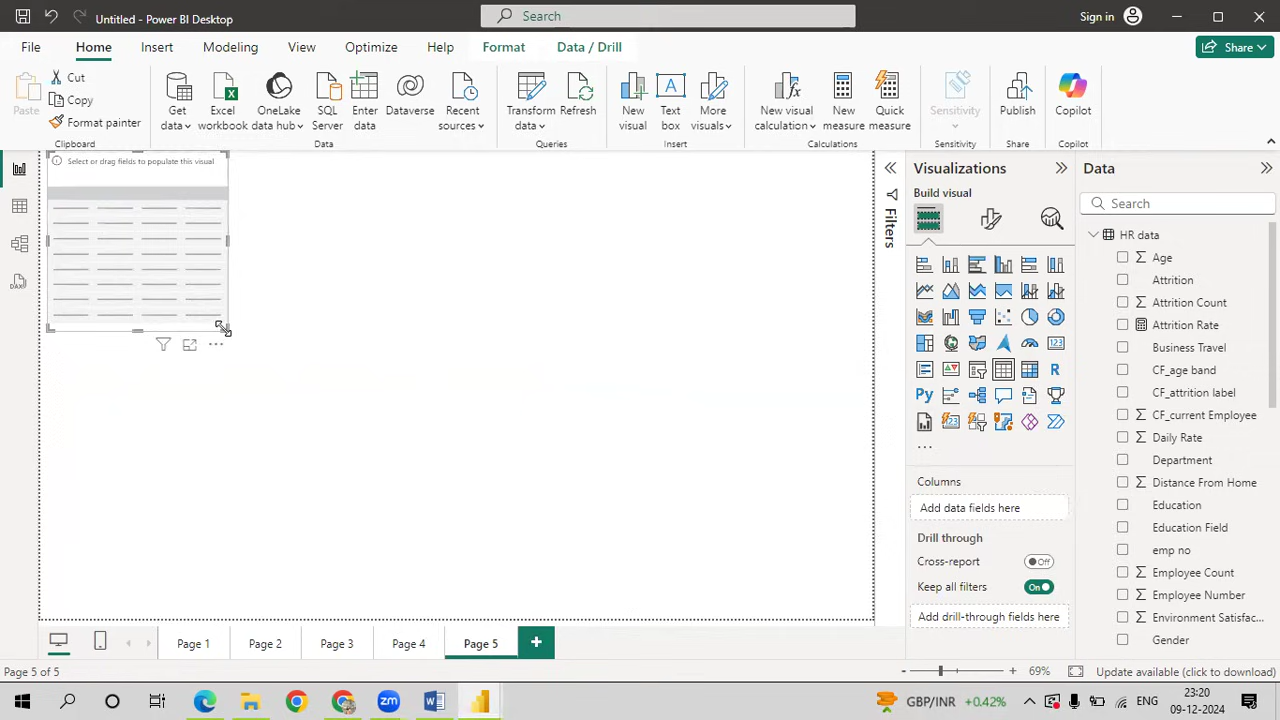 Untitled - Power BI Desktop
Search
Sign in
File
Home
Insert
Modeling
View
Optimize
Help
Format
Data / Drill
Share
Paste
Cut
Copy
Format painter
Clipboard
Get data
Excel workbook
OneLake data hub
SQL Server
Enter data
Dataverse
Recent sources
Data
Transform data
Refresh
Queries
New visual
Text box
More visuals
Insert
New visual calculation
New measure
Quick measure
Calculations
Sensitivity
Sensitivity
Publish
Share
Copilot
Copilot
Select or drag fields to populate this visual
Filters
Visualizations
Build visual
Columns
Add data fields here
Drill through
Cross-report
Off
Keep all filters
On
Add drill-through fields here
Data
Search
HR data
Age
Attrition
Attrition Count
Attrition Rate
Business Travel
CF_age band
CF_attrition label
CF_current Employee
Daily Rate
Department
Distance From Home
Education
Education Field
emp no
Employee Count
Employee Number
Environment Satisfac...
Gender
Page 1
Page 2
Page 3
Page 4
Page 5
Page 5 of 5
69%
Update available (click to download)
GBP/INR
+0.42%
ENG
23:20
09-12-2024